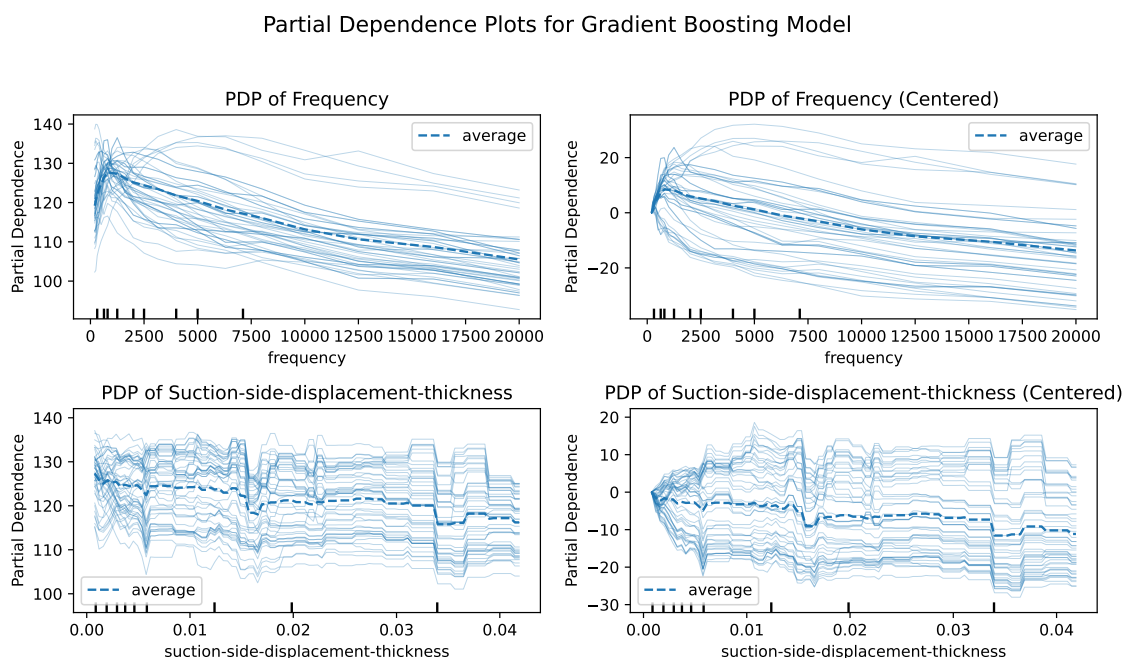 Partial Dependence Plots for Gradient Boosting Model
PDP of Frequency
140
130
120
110
100
Partial Dependence
average
0 2500 5000 7500 10000 12500 15000 17500 20000
frequency
PDP of Frequency (Centered)
20
0
−20
Partial Dependence
average
0 2500 5000 7500 10000 12500 15000 17500 20000
frequency
PDP of Suction-side-displacement-thickness
140
130
120
110
100
Partial Dependence
average
0.00 0.01 0.02 0.03 0.04
suction-side-displacement-thickness
PDP of Suction-side-displacement-thickness (Centered)
20
10
0
−10
−20
−30
Partial Dependence
average
0.00 0.01 0.02 0.03 0.04
suction-side-displacement-thickness